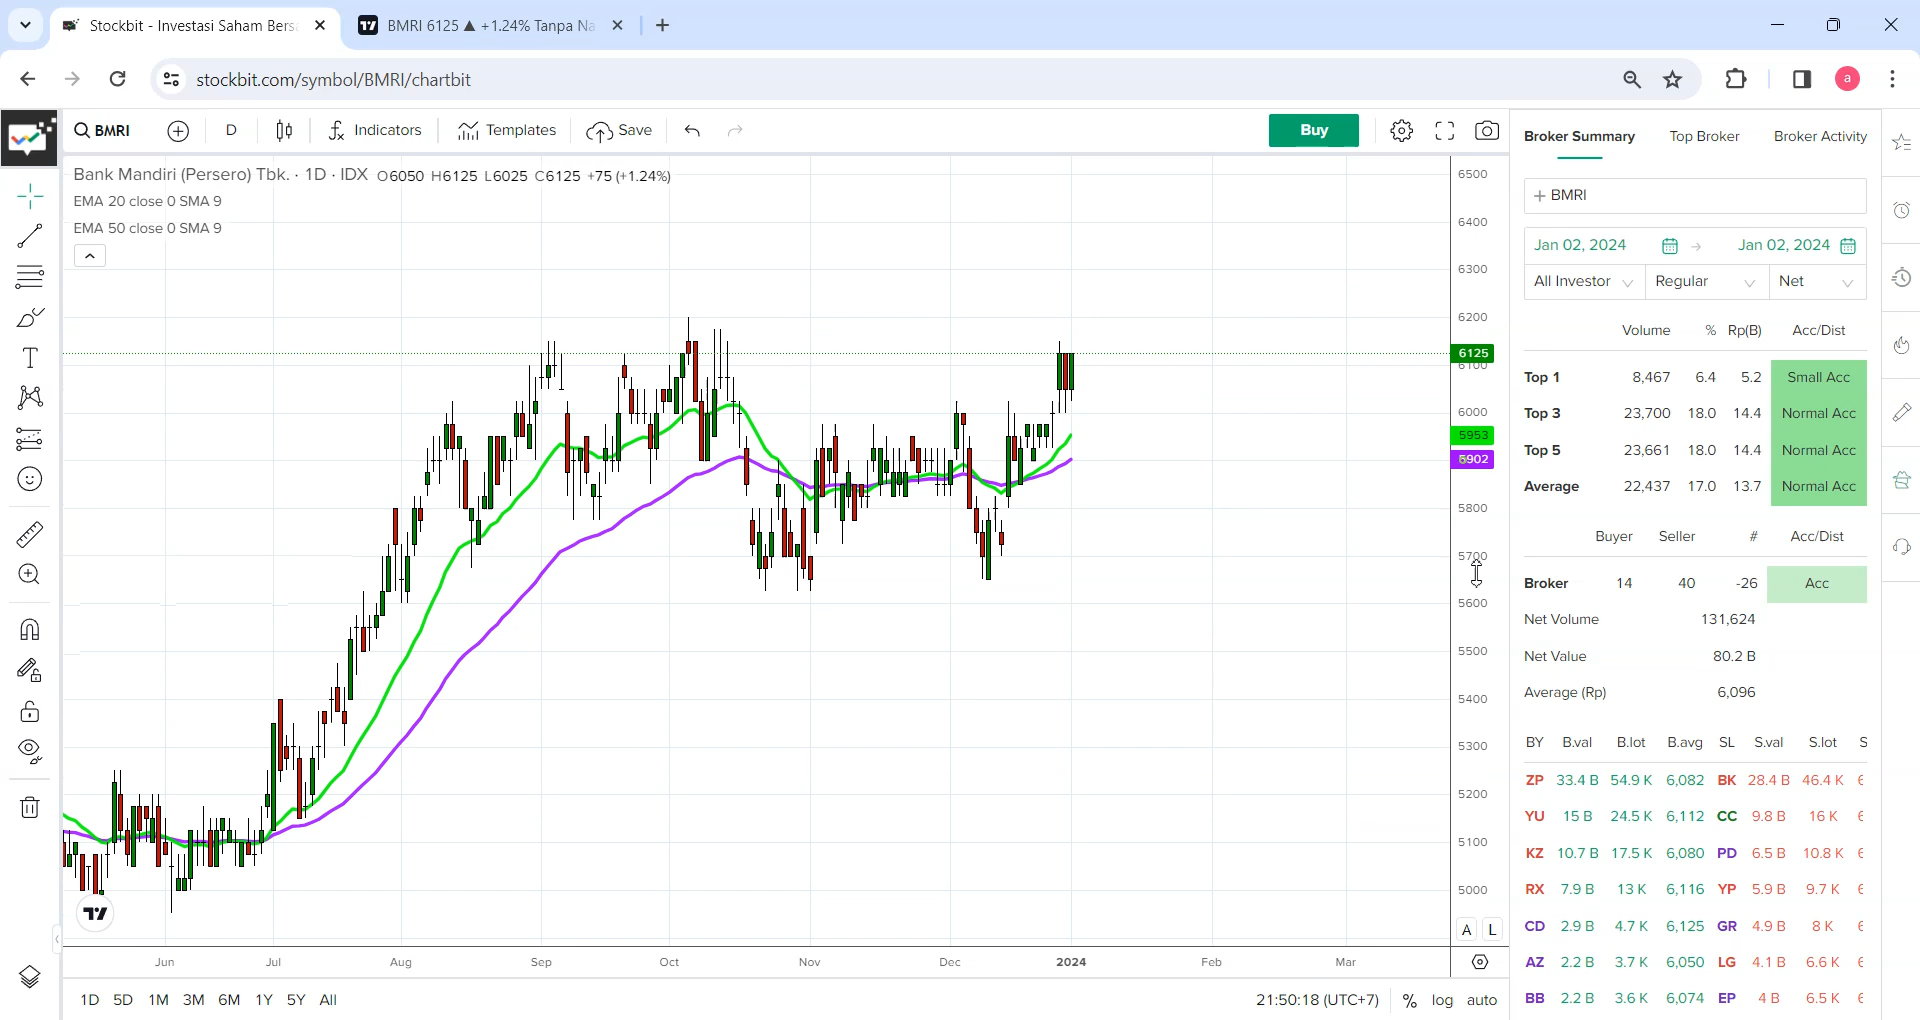 Stockbit - Investasi Saham Bersa
BMRI 6125 ▲ +1.24% Tanpa Na
stockbit.com/symbol/BMRI/chartbit
a
BMRI
D
Indicators
Templates
Save
Buy
Bank Mandiri (Persero) Tbk. · 1D · IDX O6050 H6125 L6025 C6125 +75 (+1.24%)
EMA 20 close 0 SMA 9
EMA 50 close 0 SMA 9
6500
6400
6300
6200
6125
6100
6000
5953
5902
5800
5700
5600
5500
5400
5300
5200
5100
5000
A L
Jun Jul Aug Sep Oct Nov Dec 2024 Feb Mar
1D 5D 1M 3M 6M 1Y 5Y All
21:50:18 (UTC+7) % log auto
Broker Summary Top Broker Broker Activity
+ BMRI
Jan 02, 2024 → Jan 02, 2024
All Investor Regular Net
Volume % Rp(B) Acc/Dist
Top 1 8,467 6.4 5.2 Small Acc
Top 3 23,700 18.0 14.4 Normal Acc
Top 5 23,661 18.0 14.4 Normal Acc
Average 22,437 17.0 13.7 Normal Acc
Buyer Seller # Acc/Dist
Broker 14 40 -26 Acc
Net Volume 131,624
Net Value 80.2 B
Average (Rp) 6,096
BY B.val B.lot B.avg SL S.val S.lot S
ZP 33.4 B 54.9 K 6,082 BK 28.4 B 46.4 K 6
YU 15 B 24.5 K 6,112 CC 9.8 B 16 K 6
KZ 10.7 B 17.5 K 6,080 PD 6.5 B 10.8 K 6
RX 7.9 B 13 K 6,116 YP 5.9 B 9.7 K 6
CD 2.9 B 4.7 K 6,125 GR 4.9 B 8 K 6
AZ 2.2 B 3.7 K 6,050 LG 4.1 B 6.6 K 6
BB 2.2 B 3.6 K 6,074 EP 4 B 6.5 K 6